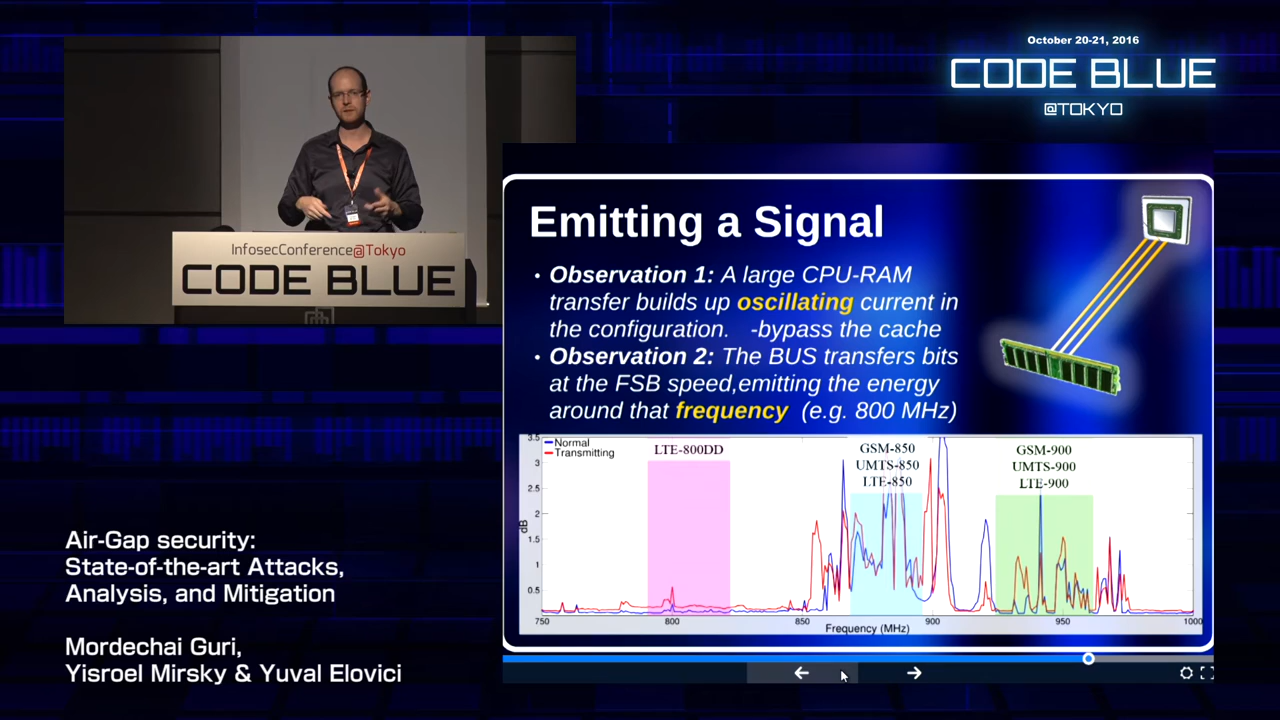 October 20-21, 2016
CODE BLUE
@TOKYO
InfosecConference@Tokyo
CODE BLUE
Emitting a Signal
• Observation 1: A large CPU-RAM
transfer builds up oscillating current in
the configuration. -bypass the cache
• Observation 2: The BUS transfers bits
at the FSB speed,emitting the energy
around that frequency (e.g. 800 MHz)
Normal
Transmitting
LTE-800DD
GSM-850
UMTS-850
LTE-850
GSM-900
UMTS-900
LTE-900
3.5
3
2.5
2
1.5
1
0.5
dB
750
800
850
900
950
1000
Frequency (MHz)
Air-Gap security:
State-of-the-art Attacks,
Analysis, and Mitigation
Mordechai Guri,
Yisroel Mirsky & Yuval Elovici